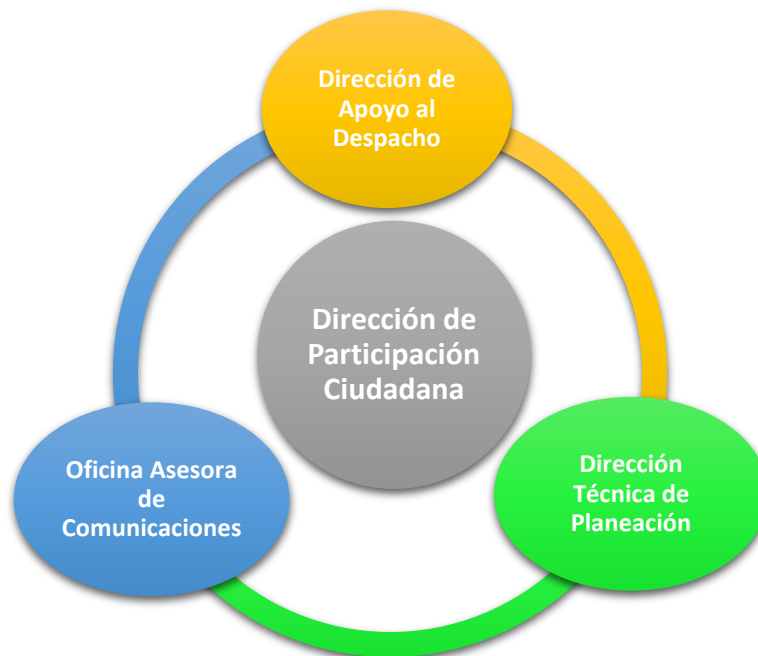 Dirección de
Apoyo al
Despacho
Dirección de
Participación
Ciudadana
Oficina Asesora
de
Comunicaciones
Dirección
Técnica de
Planeación